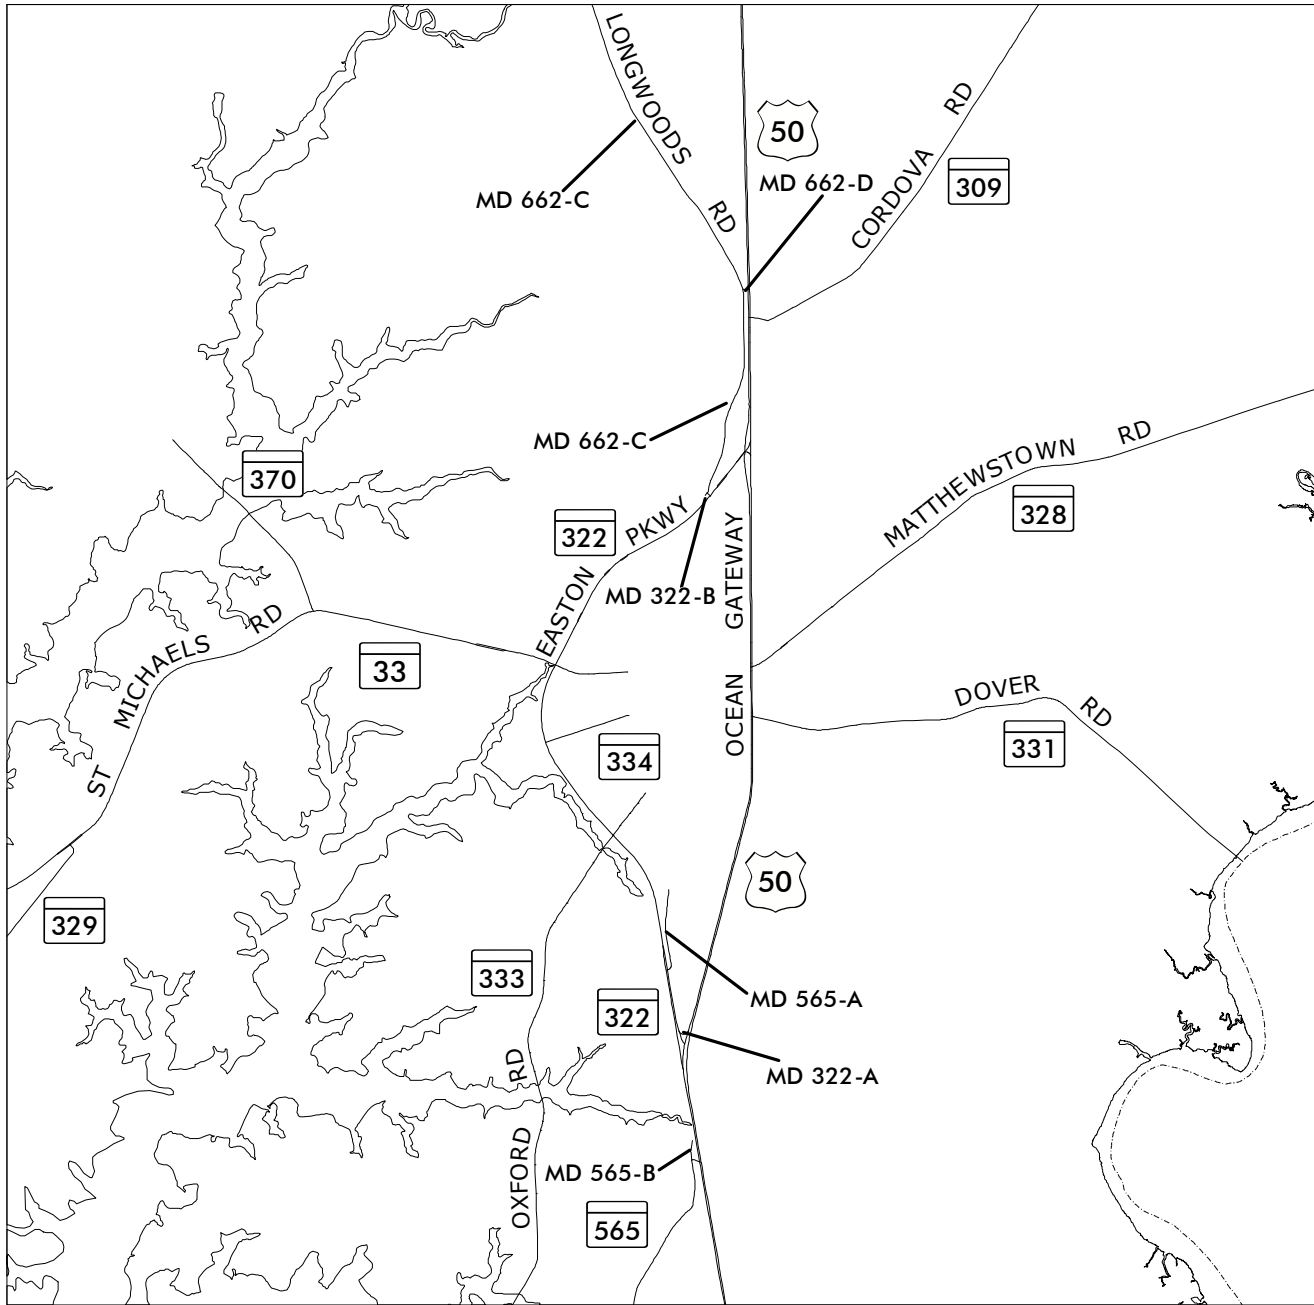 LONGWOODS RD
50
CORDOVA RD
MD 662-D
309
MD 662-C
MD 662-C
MATTHEWSTOWN RD
370
328
322
EASTON PKWY
MD 322-B
OCEAN GATEWAY
ST MICHAELS RD
33
DOVER RD
334
331
50
329
333
322
MD 565-A
MD 322-A
OXFORD RD
MD 565-B
565